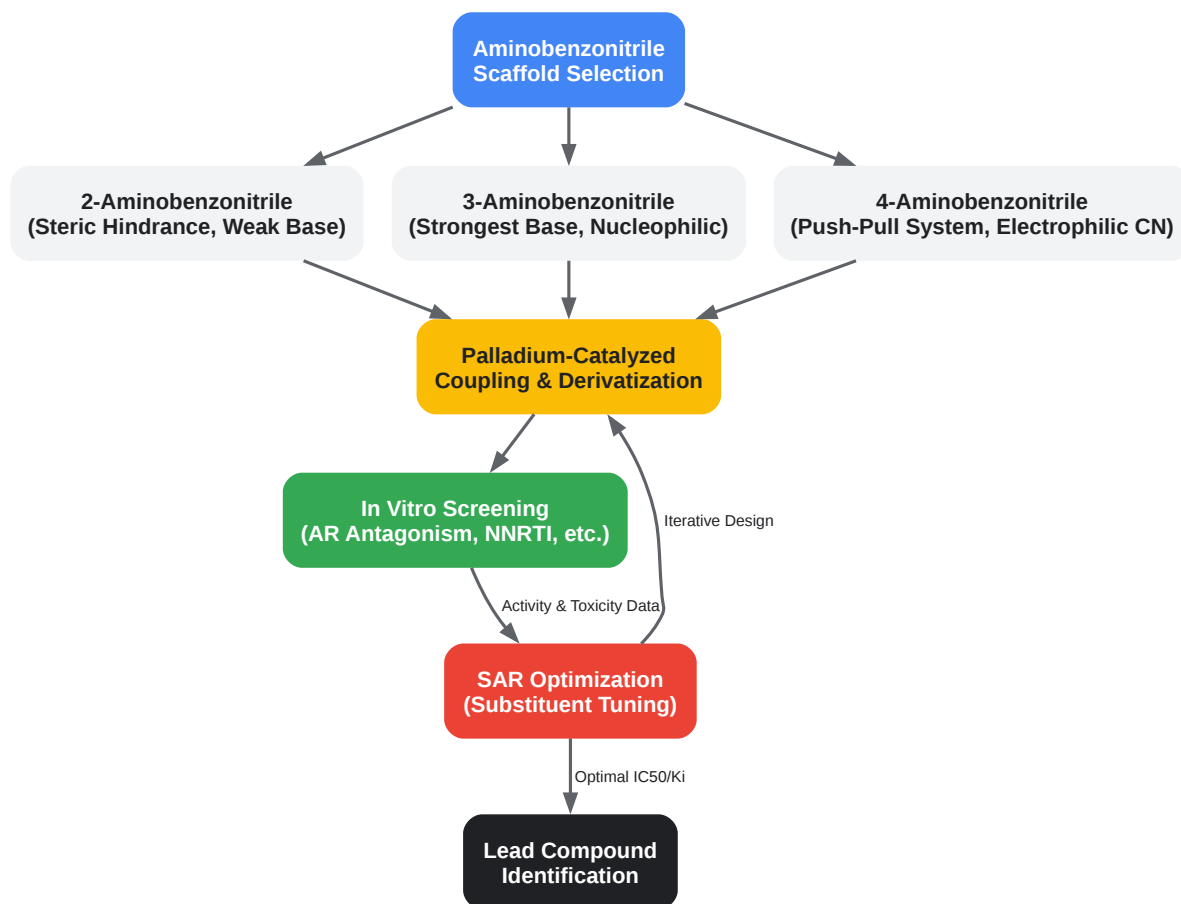 Aminobenzonitrile
Scaffold Selection
2-Aminobenzonitrile
(Steric Hindrance, Weak Base)
3-Aminobenzonitrile
(Strongest Base, Nucleophilic)
4-Aminobenzonitrile
(Push-Pull System, Electrophilic CN)
Palladium-Catalyzed
Coupling & Derivatization
In Vitro Screening
(AR Antagonism, NNRTI, etc.)
Iterative Design
Activity & Toxicity Data
SAR Optimization
(Substituent Tuning)
Optimal IC50/Ki
Lead Compound
Identification